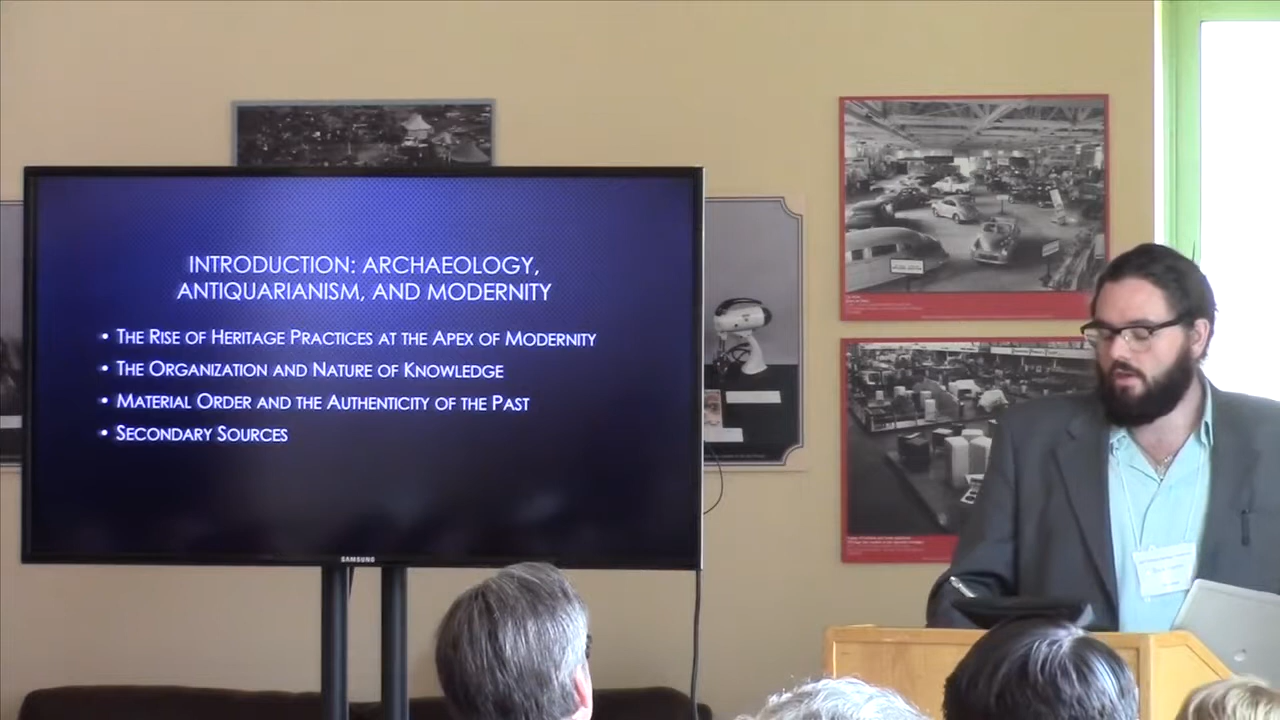 INTRODUCTION: ARCHAEOLOGY,
ANTIQUARIANISM, AND MODERNITY
• THE RISE OF HERITAGE PRACTICES AT THE APEX OF MODERNITY
• THE ORGANIZATION AND NATURE OF KNOWLEDGE
• MATERIAL ORDER AND THE AUTHENTICITY OF THE PAST
• SECONDARY SOURCES
SAMSUNG